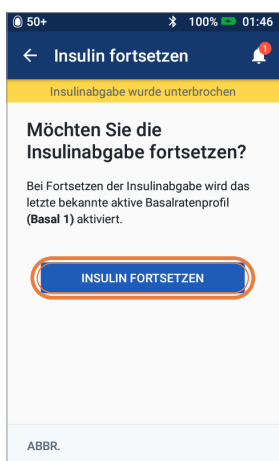 50+ 100% 01:46
Insulin fortsetzen 1
Insulinabgabe wurde unterbrochen
Möchten Sie die
Insulinabgabe fortsetzen?
Bei Fortsetzen der Insulinabgabe wird das
letzte bekannte aktive Basalratenprofil
(Basal 1) aktiviert.
INSULIN FORTSETZEN
ABBR.